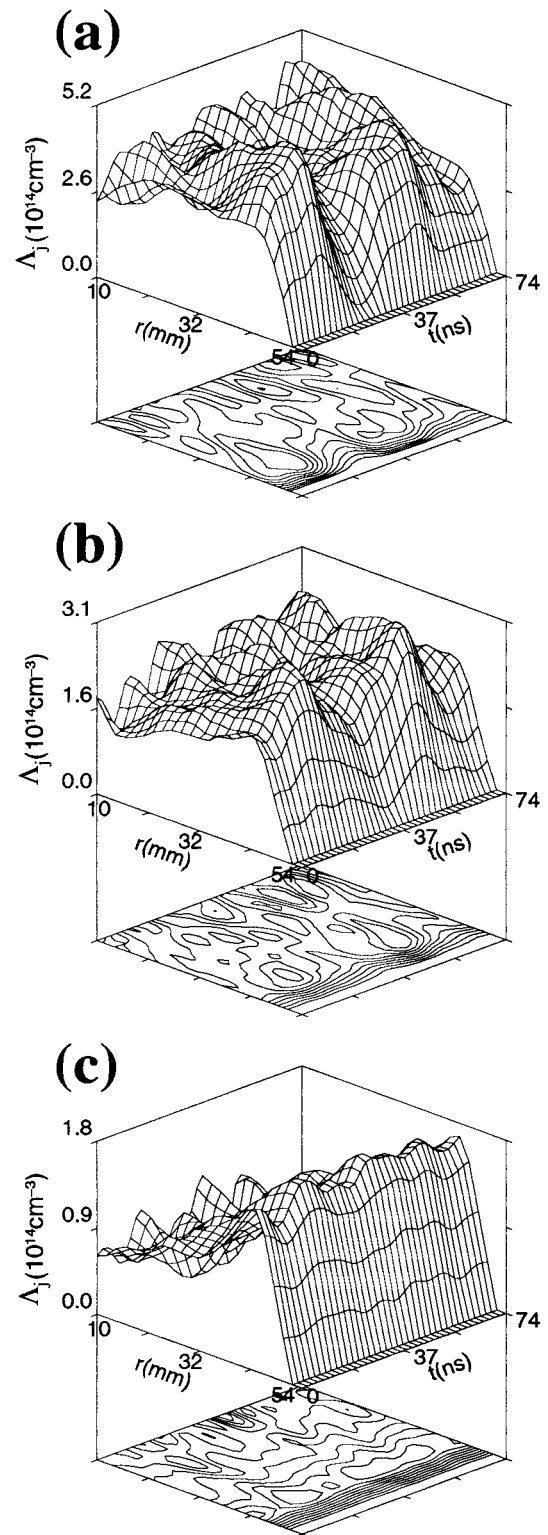 (a)
5.2
2.6
0.0
Λj (10¹⁴cm⁻³)
10
r(mm)
32
54
0
37
t(ns)
74
(b)
3.1
1.6
0.0
Λj (10¹⁴cm⁻³)
10
r(mm)
32
54
0
37
t(ns)
74
(c)
1.8
0.9
0.0
Λj (10¹⁴cm⁻³)
10
r(mm)
32
54
0
37
t(ns)
74